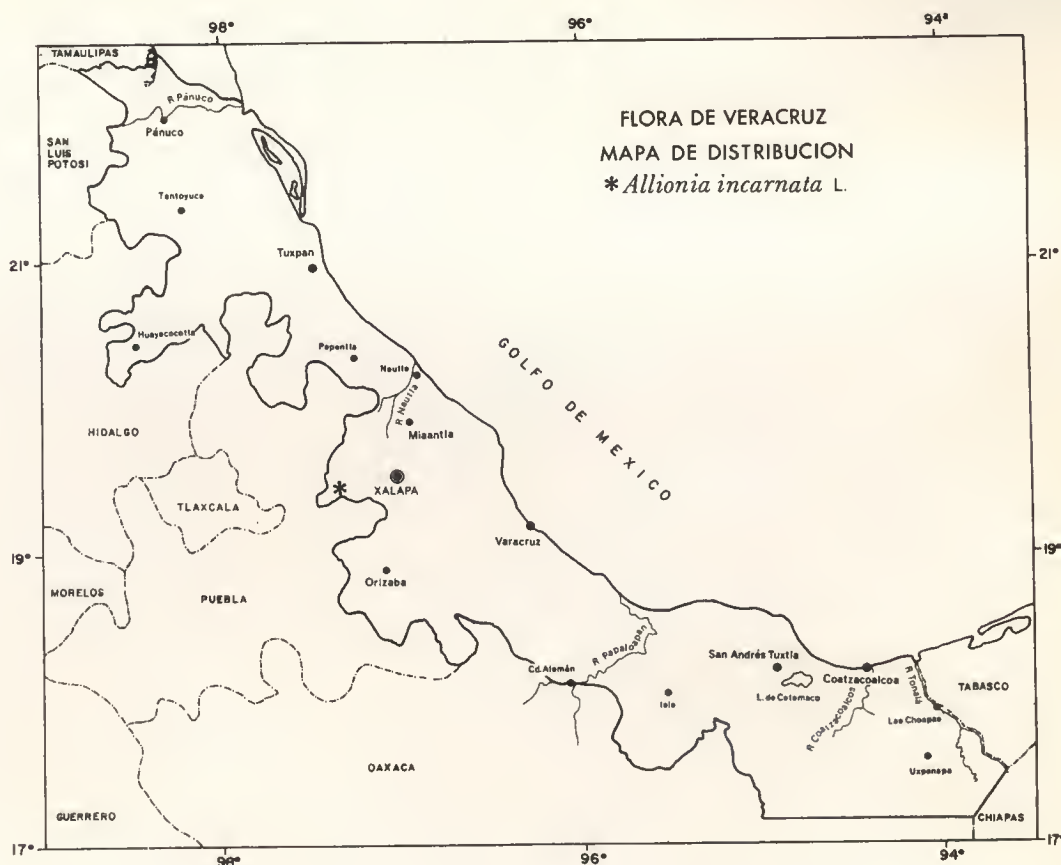 98°
96°
94°
TAMAULIPAS
R Pánuco
Pánuco
SAN
LUIS
POTOSI
FLORA DE VERACRUZ
MAPA DE DISTRIBUCION
* Allionia incarnata L.
Tantoyuca
Tuxpan
21°
21°
Huayacocotla
Papantla
Nautla
R Nautla
GOLFO DE MEXICO
Misantla
HIDALGO
XALAPA
TLAXCALA
Varacruz
19°
19°
Orizaba
MORELOS
PUEBLA
R Papaloapán
Cd. Alemán
San Andrés Tuxtla
L. de Catemaco
Coatzacoalcos
R Coatzacoalcos
R Tonalá
TABASCO
Isla
Las Choapas
Uxpanapa
OAXACA
GUERRERO
CHIAPAS
17°
17°
98°
96°
94°